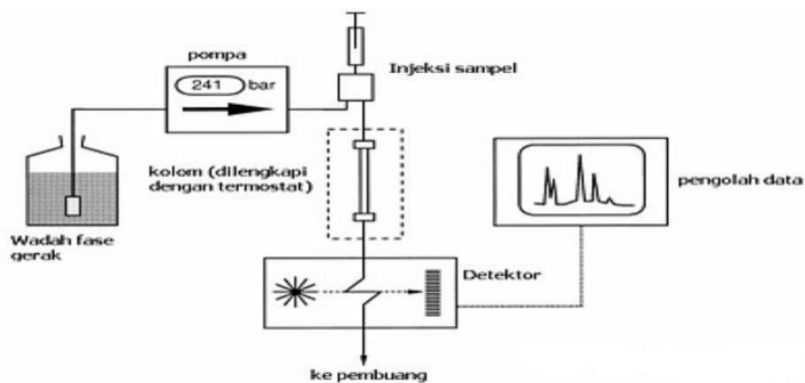 pompa
241 bar
Injeksi sampel
kolom (dilengkapi
dengan termostat)
pengolah data
Wadah fase
gerak
Detektor
ke pembuang